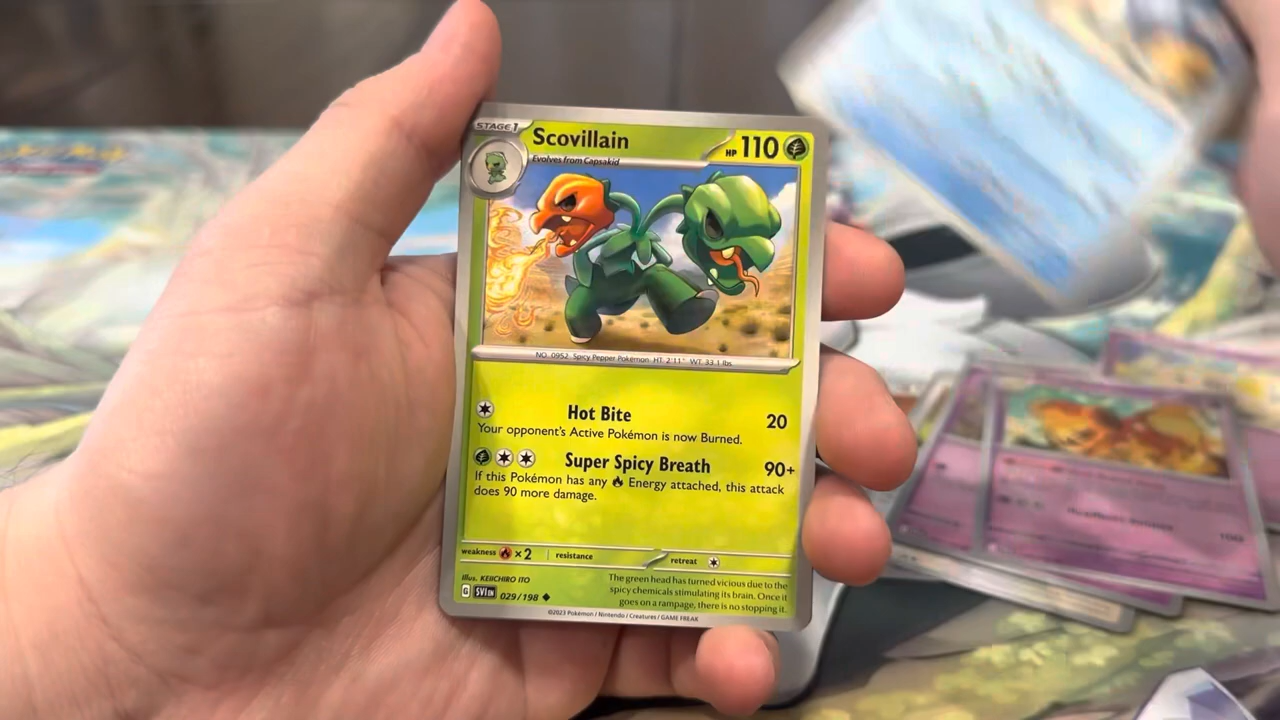 STAGE 1
Scovillain
HP 110
Evolves from Capsakid
NO. 0952 Spicy Pepper Pokémon HT: 2'11" WT: 33.1 lbs
Hot Bite 20
Your opponent's Active Pokémon is now Burned.
Super Spicy Breath 90+
If this Pokémon has any Energy attached, this attack
does 90 more damage.
weakness ×2 resistance retreat
Illus. KEIICHIRO ITO
G SVI EN 029/198
The green head has turned vicious due to the
spicy chemicals stimulating its brain. Once it
goes on a rampage, there is no stopping it.
©2023 Pokémon / Nintendo / Creatures / GAME FREAK